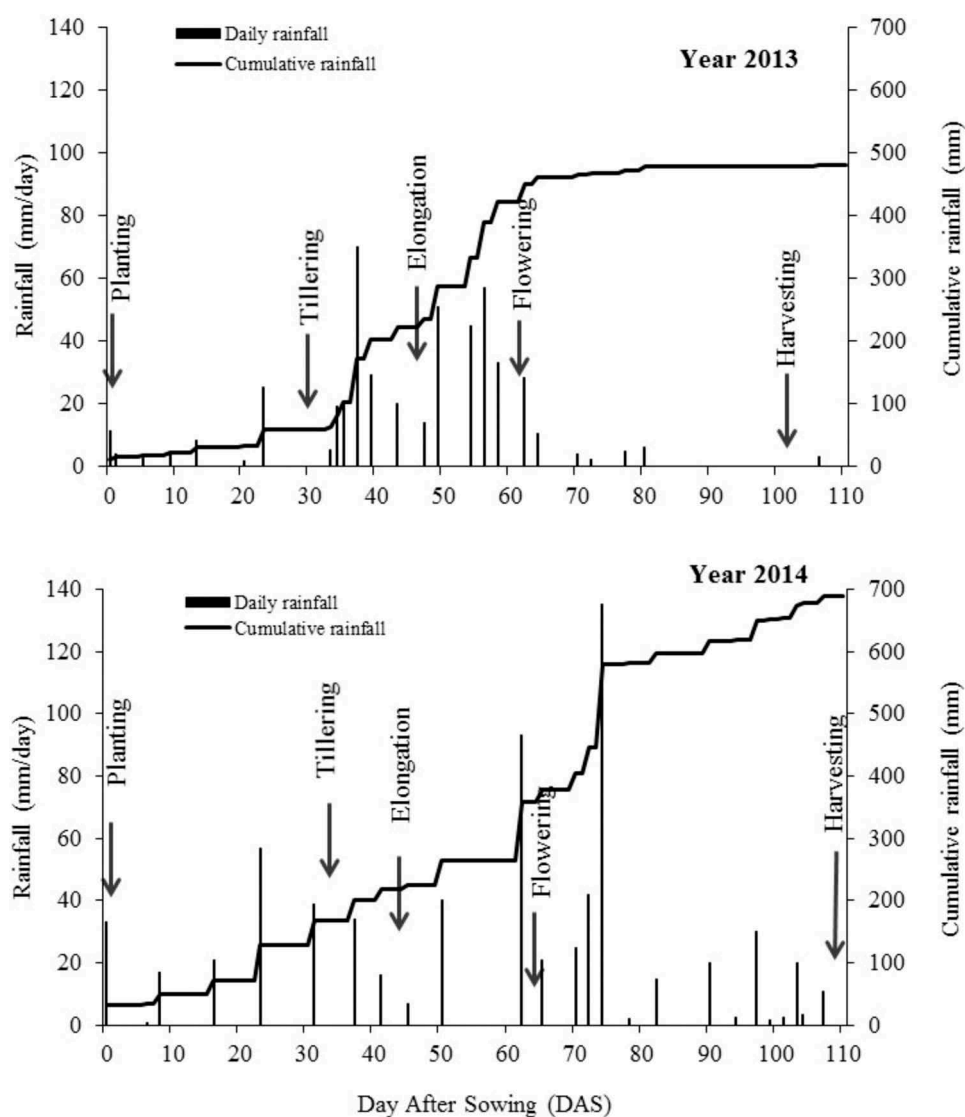 140
120
100
80
60
40
20
0
Rainfall (mm/day)
Daily rainfall
Cumulative rainfall
Year 2013
Planting
Tillering
Elongation
Flowering
Harvesting
700
600
500
400
300
200
100
0
Cumulative rainfall (mm)
0 10 20 30 40 50 60 70 80 90 100 110
140
120
100
80
60
40
20
0
Rainfall (mm/day)
Daily rainfall
Cumulative rainfall
Year 2014
Planting
Tillering
Elongation
Flowering
Harvesting
700
600
500
400
300
200
100
0
Cumulative rainfall (mm)
0 10 20 30 40 50 60 70 80 90 100 110
Day After Sowing (DAS)